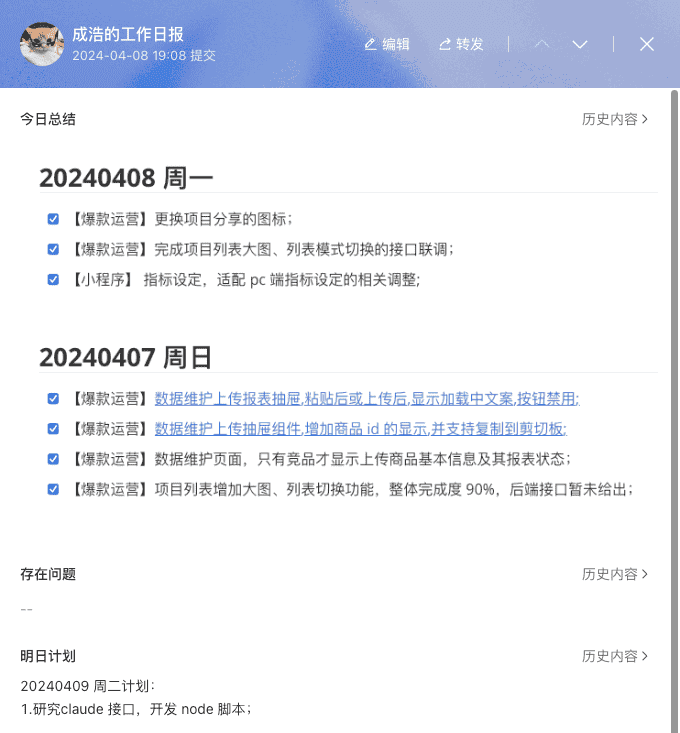 成浩的工作日报
2024-04-08 19:08 提交
编辑
转发
今日总结
历史内容
20240408 周一
【爆款运营】更换项目分享的图标；
【爆款运营】完成项目列表大图、列表模式切换的接口联调；
【小程序】 指标设定，适配 pc 端指标设定的相关调整;
20240407 周日
【爆款运营】数据维护上传报表抽屉,粘贴后或上传后,显示加载中文案,按钮禁用;
【爆款运营】数据维护上传抽屉组件,增加商品 id 的显示,并支持复制到剪切板;
【爆款运营】数据维护页面，只有竞品才显示上传商品基本信息及其报表状态；
【爆款运营】项目列表增加大图、列表切换功能，整体完成度 90%，后端接口暂未给出；
存在问题
历史内容
--
明日计划
历史内容
20240409 周二计划：
1.研究claude 接口，开发 node 脚本；